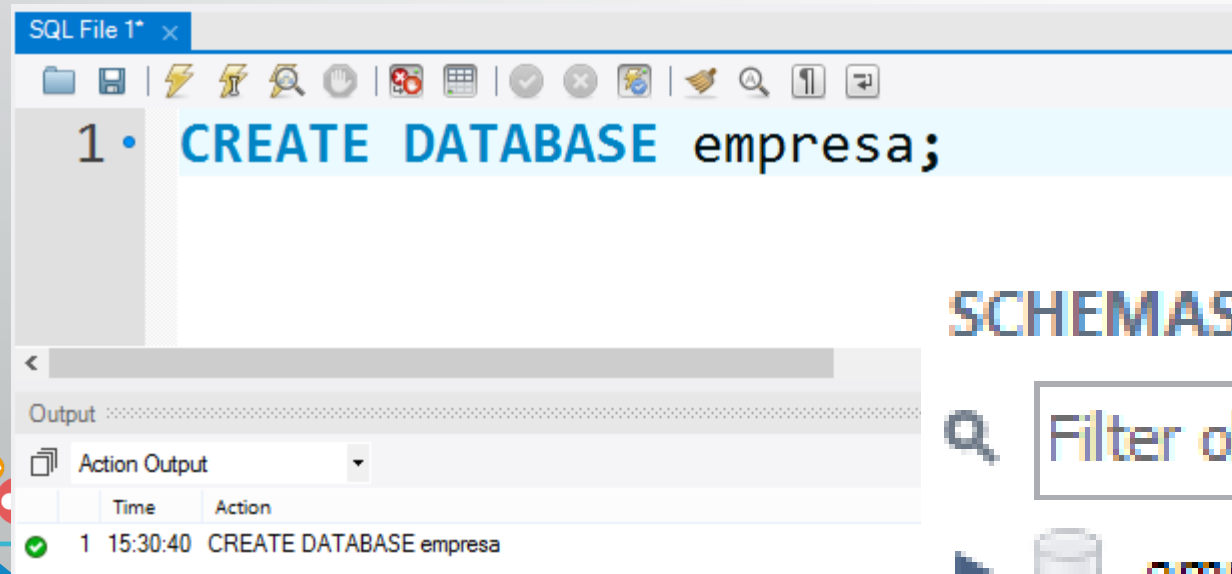 SQL File 1*
1 CREATE DATABASE empresa;
SCHEMAS
Filter
Output
Action Output
Time Action
1 15:30:40 CREATE DATABASE empresa